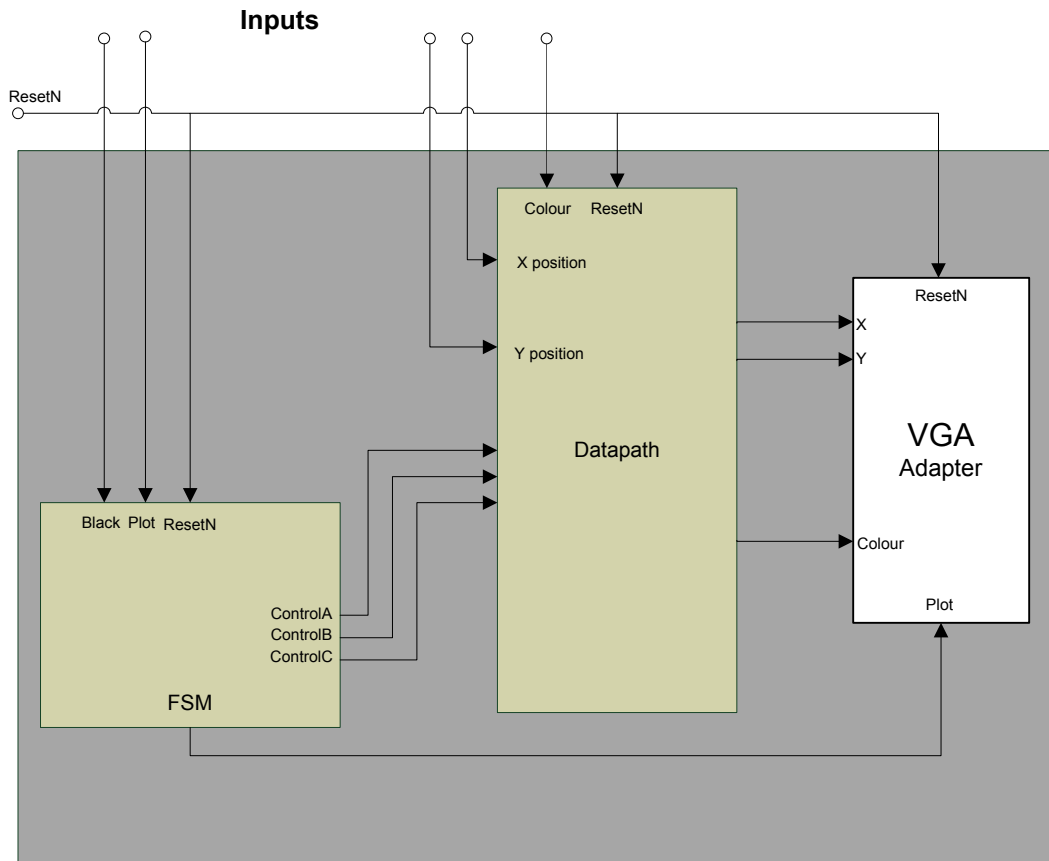 Inputs
ResetN
Colour ResetN
X position
Y position
Datapath
ResetN
X
Y
VGA
Adapter
Colour
Plot
Black Plot ResetN
ControlA
ControlB
ControlC
FSM